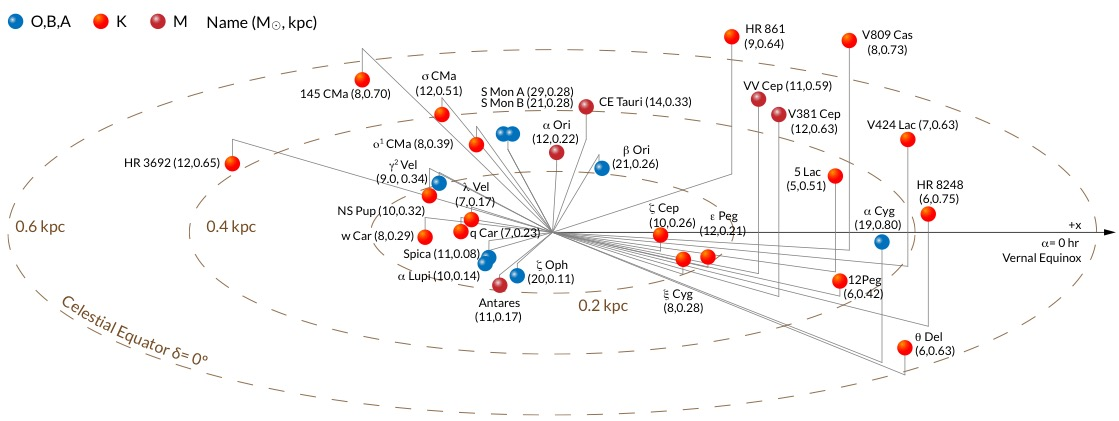 O,B,A K M Name (M☉, kpc)
HR 861
(9,0.64)
V809 Cas
(8,0.73)
145 CMa (8,0.70)
σ CMa
(12,0.51)
S Mon A (29,0.28)
S Mon B (21,0.28)
CE Tauri (14,0.33)
VV Cep (11,0.59)
V381 Cep
(12,0.63)
V424 Lac (7,0.63)
α Ori
(12,0.22)
β Ori
(21,0.26)
ο¹ CMa (8,0.39)
HR 3692 (12,0.65)
γ² Vel
(9.0,0.34)
λ Vel
(7,0.17)
5 Lac
(5,0.51)
HR 8248
(6,0.75)
NS Pup (10,0.32)
ζ Cep
(10,0.26)
ε Peg
(12,0.21)
α Cyg
(19,0.80)
0.6 kpc
0.4 kpc
w Car (8,0.29)
q Car (7,0.23)
+x
α= 0 hr
Vernal Equinox
Spica (11,0.08)
α Lupi (10,0.14)
ζ Oph
(20,0.11)
12Peg
(6,0.42)
ξ Cyg
(8,0.28)
Antares
(11,0.17)
0.2 kpc
Celestial Equator δ= 0°
θ Del
(6,0.63)